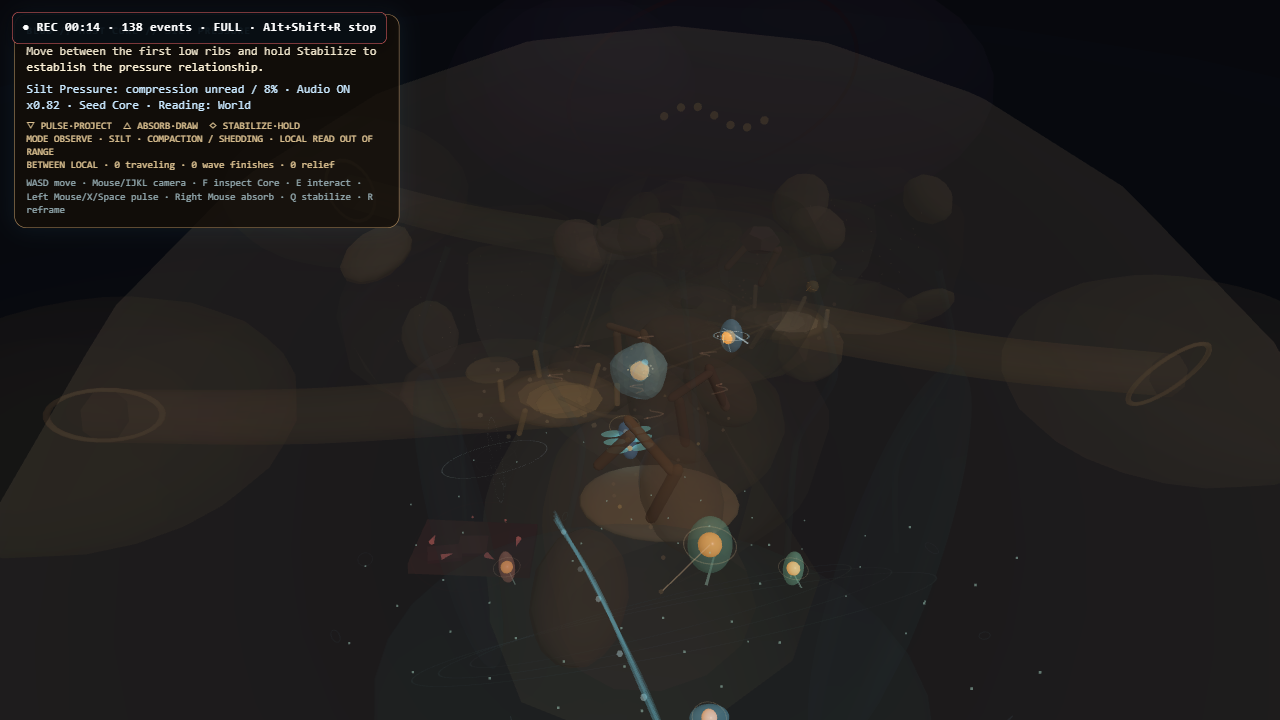 ● REC 00:14 · 138 events · FULL · Alt+Shift+R stop
Move between the first low ribs and hold Stabilize to
establish the pressure relationship.
Silt Pressure: compression unread / 8% · Audio ON
x0.82 · Seed Core · Reading: World
▽ PULSE·PROJECT △ ABSORB·DRAW ◇ STABILIZE·HOLD
MODE OBSERVE · SILT · COMPACTION / SHEDDING · LOCAL READ OUT OF
RANGE
BETWEEN LOCAL · 0 traveling · 0 wave finishes · 0 relief
WASD move · Mouse/IJKL camera · F inspect Core · E interact ·
Left Mouse/X/Space pulse · Right Mouse absorb · Q stabilize · R
reframe